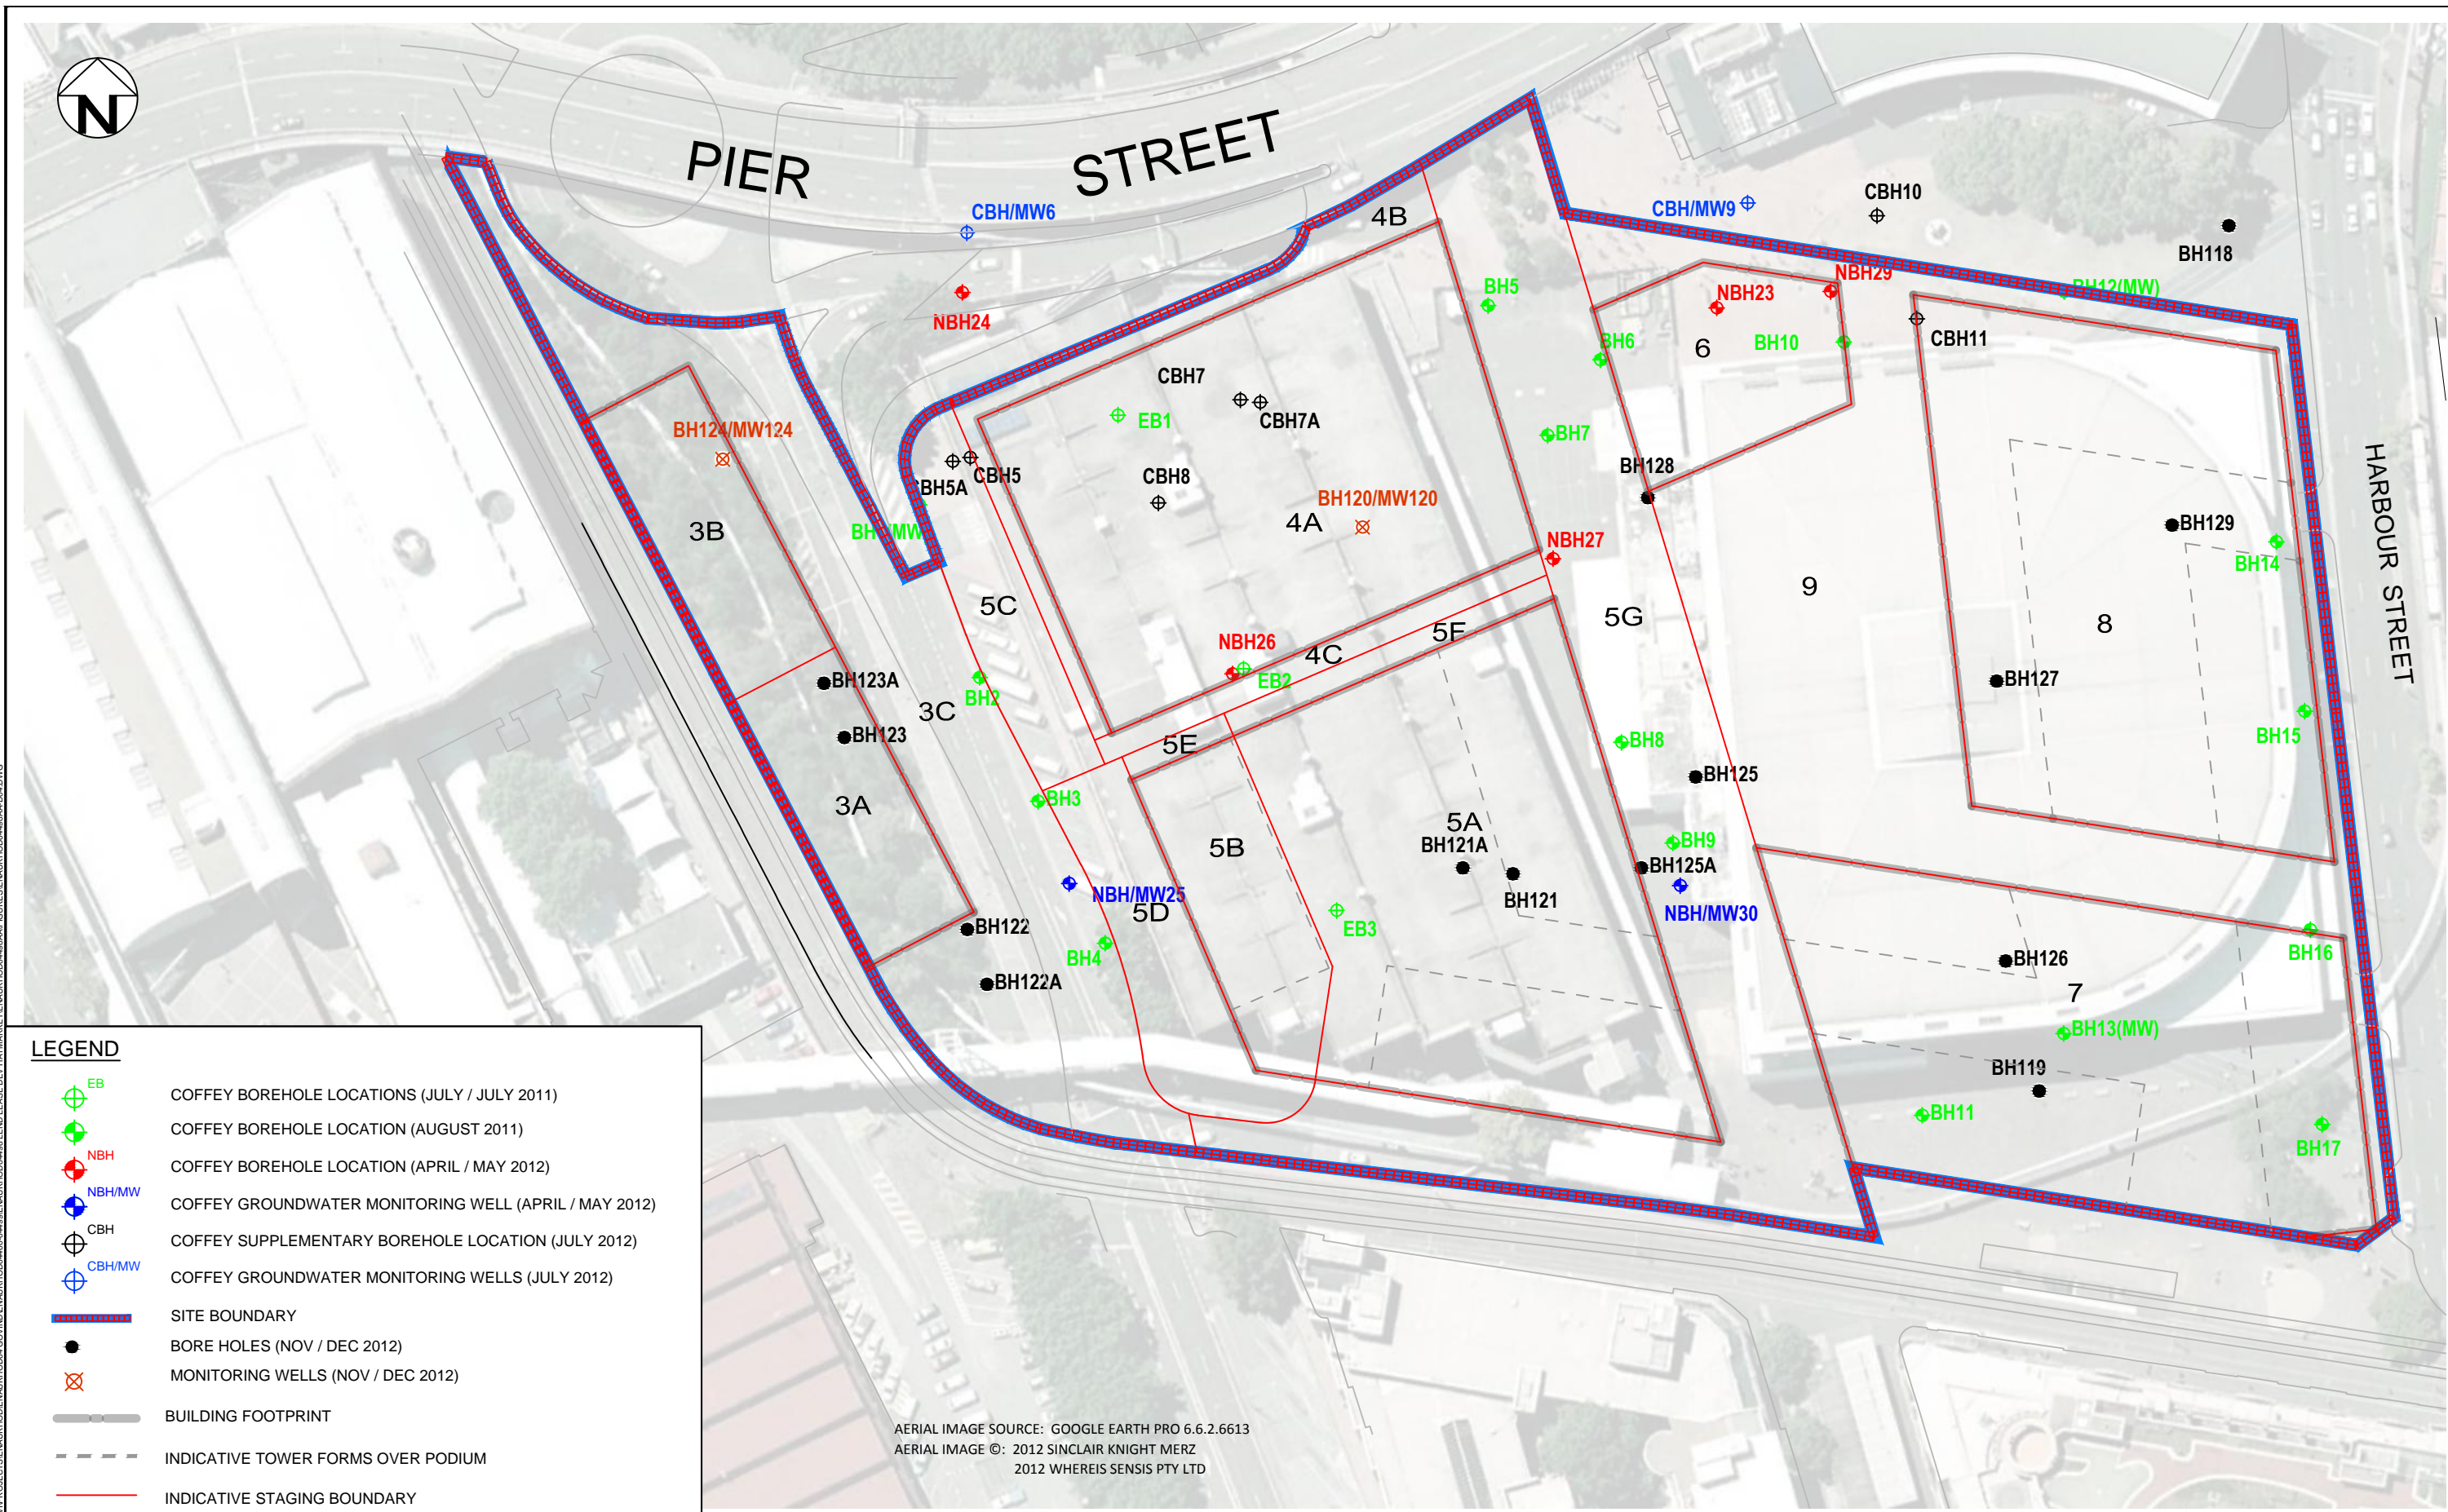 N
PIER STREET
HARBOUR STREET
CBH/MW6
CBH/MW9
CBH10
BH118
NBH24
4B
BH5
NBH23
NBH29
BH12(MW)
BH6
6
BH10
CBH11
CBH7
CBH7A
EB1
BH7
BH124/MW124
CBH5
CBH5A
CBH8
BH120/MW120
BH128
3B
4A
NBH27
BH129
BH14
5C
9
5G
8
5F
4C
NBH26
EB2
BH123A
BH2
BH127
3C
BH123
5E
BH8
BH15
BH125
BH3
3A
5A
BH121A
5B
BH9
BH125A
NBH/MW25
5D
BH121
NBH/MW30
EB3
BH122
BH4
BH16
BH126
BH122A
7
BH13(MW)
BH119
BH11
BH17
LEGEND
EB COFFEY BOREHOLE LOCATIONS (JULY / JULY 2011)
COFFEY BOREHOLE LOCATION (AUGUST 2011)
NBH COFFEY BOREHOLE LOCATION (APRIL / MAY 2012)
NBH/MW COFFEY GROUNDWATER MONITORING WELL (APRIL / MAY 2012)
CBH COFFEY SUPPLEMENTARY BOREHOLE LOCATION (JULY 2012)
CBH/MW COFFEY GROUNDWATER MONITORING WELLS (JULY 2012)
SITE BOUNDARY
BORE HOLES (NOV / DEC 2012)
MONITORING WELLS (NOV / DEC 2012)
BUILDING FOOTPRINT
INDICATIVE TOWER FORMS OVER PODIUM
INDICATIVE STAGING BOUNDARY
AERIAL IMAGE SOURCE: GOOGLE EARTH PRO 6.6.2.6613
AERIAL IMAGE ©: 2012 SINCLAIR KNIGHT MERZ
2012 WHEREIS SENSIS PTY LTD